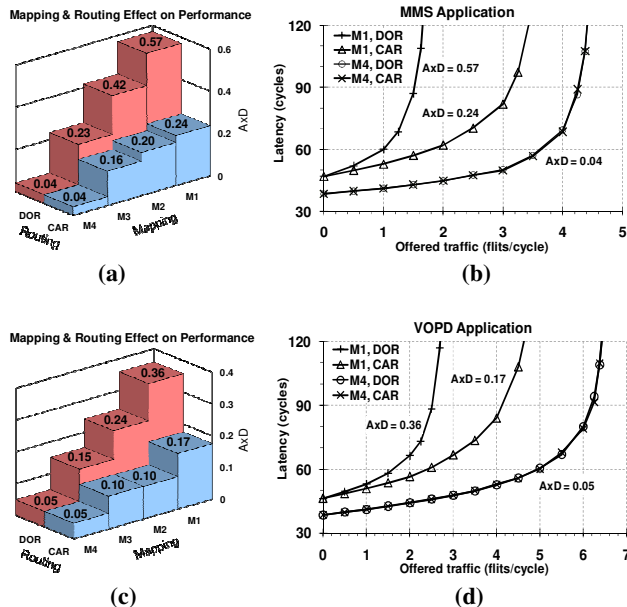 Mapping & Routing Effect on Performance
0.57
0.42
0.23
0.04
0.24
0.20
0.16
0.04
0.6
0.4
0.2
0
AxD
DOR
CAR
Routing
M4
M3
M2
M1
Mapping
(a)
MMS Application
M1, DOR
M1, CAR
M4, DOR
M4, CAR
AxD = 0.57
AxD = 0.24
AxD = 0.04
120
90
60
30
Latency (cycles)
0 1 2 3 4 5
Offered traffic (flits/cycle)
(b)
Mapping & Routing Effect on Performance
0.36
0.24
0.15
0.05
0.17
0.10
0.10
0.05
0.4
0.3
0.2
0.1
0
AxD
DOR
CAR
Routing
M4
M3
M2
M1
Mapping
(c)
VOPD Application
M1, DOR
M1, CAR
M4, DOR
M4, CAR
AxD = 0.17
AxD = 0.36
AxD = 0.05
120
90
60
30
Latency (cycles)
0 1 2 3 4 5 6 7
Offered traffic (flits/cycle)
(d)